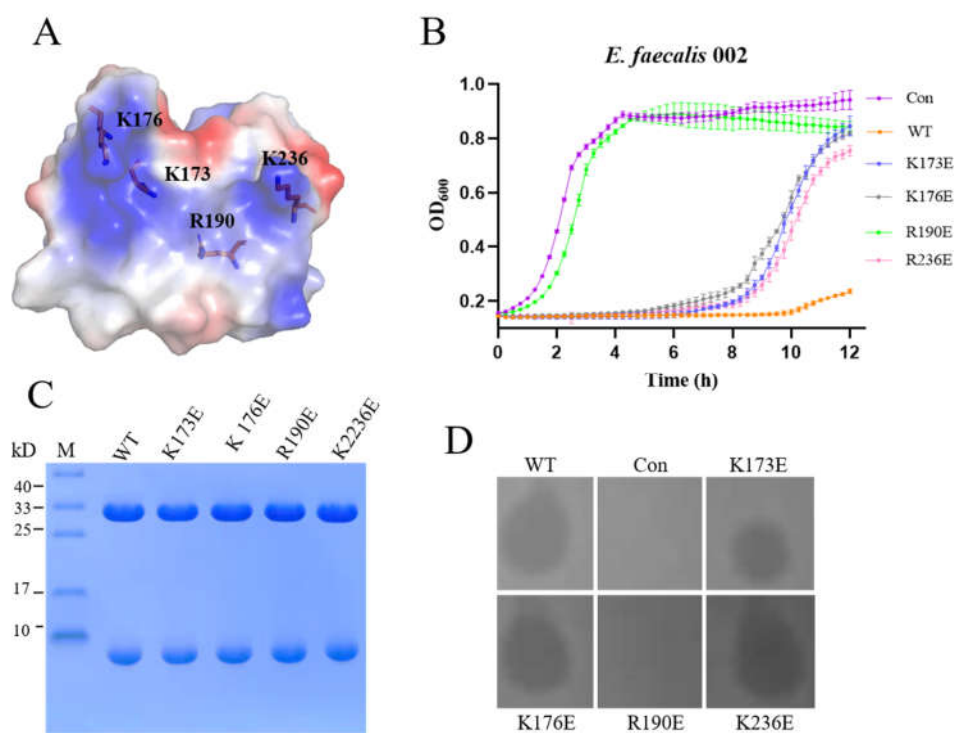 A
K176
K173
K236
R190
B
E. faecalis 002
OD600
1.0
0.8
0.6
0.4
0.2
0
2
4
6
8
10
12
Time (h)
Con
WT
K173E
K176E
R190E
R236E
C
kD
M
WT
K173E
K 176E
R190E
K2236E
40
33
25
17
10
D
WT
Con
K173E
K176E
R190E
K236E